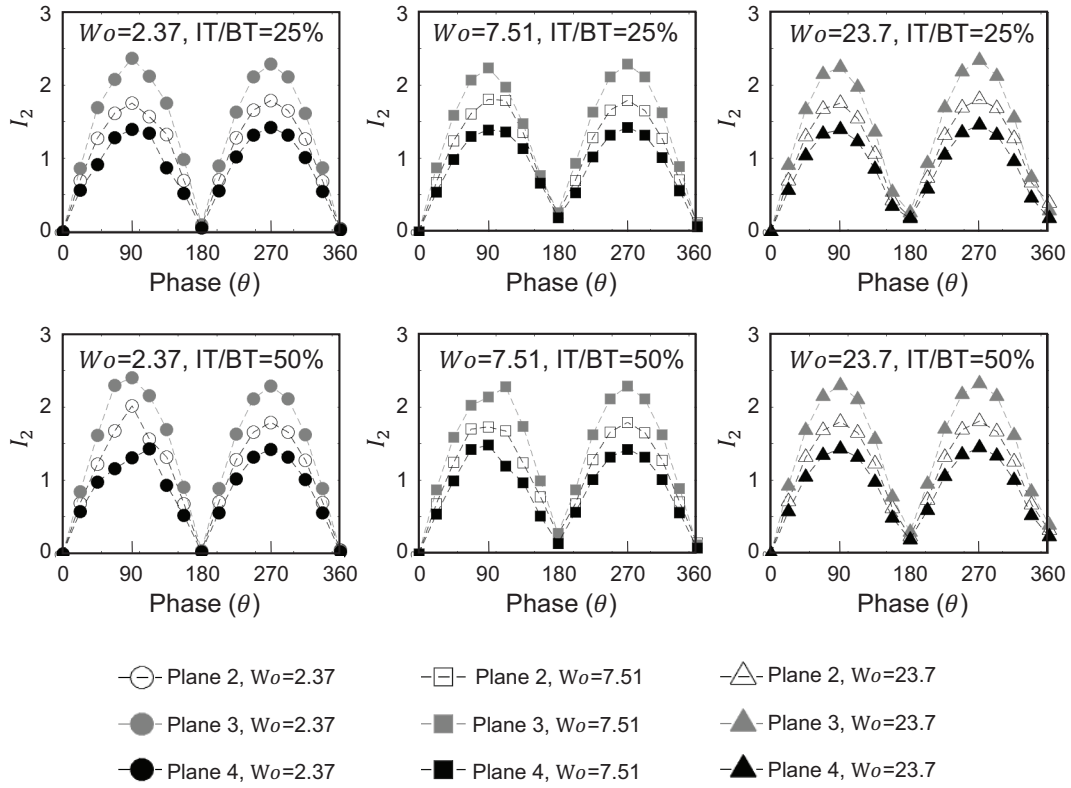 Wo=2.37, IT/BT=25%
3
2
1
0
I2
0 90 180 270 360
Phase (θ)
Wo=7.51, IT/BT=25%
3
2
1
0
I2
0 90 180 270 360
Phase (θ)
Wo=23.7, IT/BT=25%
3
2
1
0
I2
0 90 180 270 360
Phase (θ)
Wo=2.37, IT/BT=50%
3
2
1
0
I2
0 90 180 270 360
Phase (θ)
Wo=7.51, IT/BT=50%
3
2
1
0
I2
0 90 180 270 360
Phase (θ)
Wo=23.7, IT/BT=50%
3
2
1
0
I2
0 90 180 270 360
Phase (θ)
Plane 2, Wo=2.37
Plane 2, Wo=7.51
Plane 2, Wo=23.7
Plane 3, Wo=2.37
Plane 3, Wo=7.51
Plane 3, Wo=23.7
Plane 4, Wo=2.37
Plane 4, Wo=7.51
Plane 4, Wo=23.7